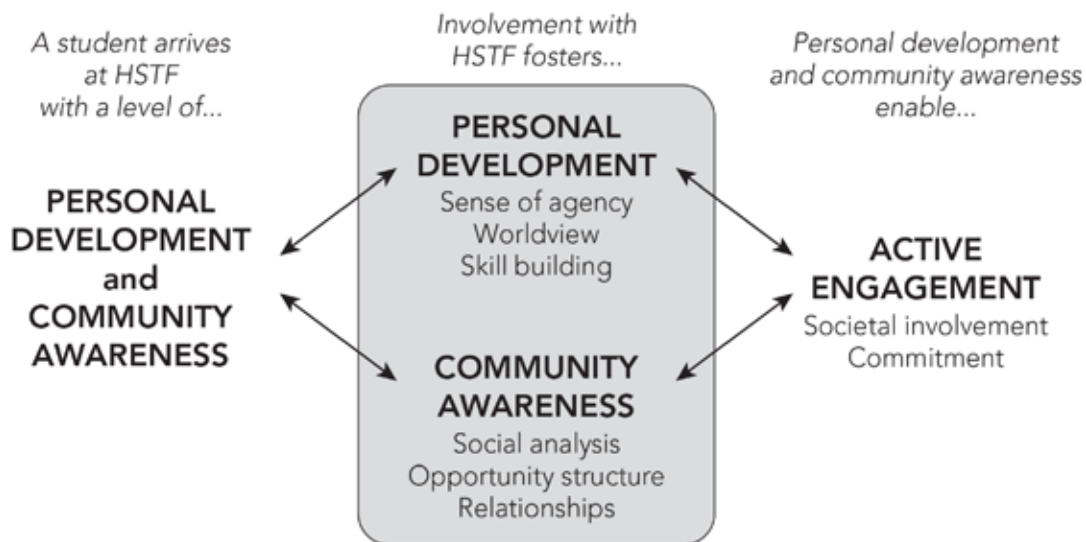 A student arrives
at HSTF
with a level of...
PERSONAL
DEVELOPMENT
and
COMMUNITY
AWARENESS
Involvement with
HSTF fosters...
PERSONAL
DEVELOPMENT
Sense of agency
Worldview
Skill building
COMMUNITY
AWARENESS
Social analysis
Opportunity structure
Relationships
Personal development
and community awareness
enable...
ACTIVE
ENGAGEMENT
Societal involvement
Commitment